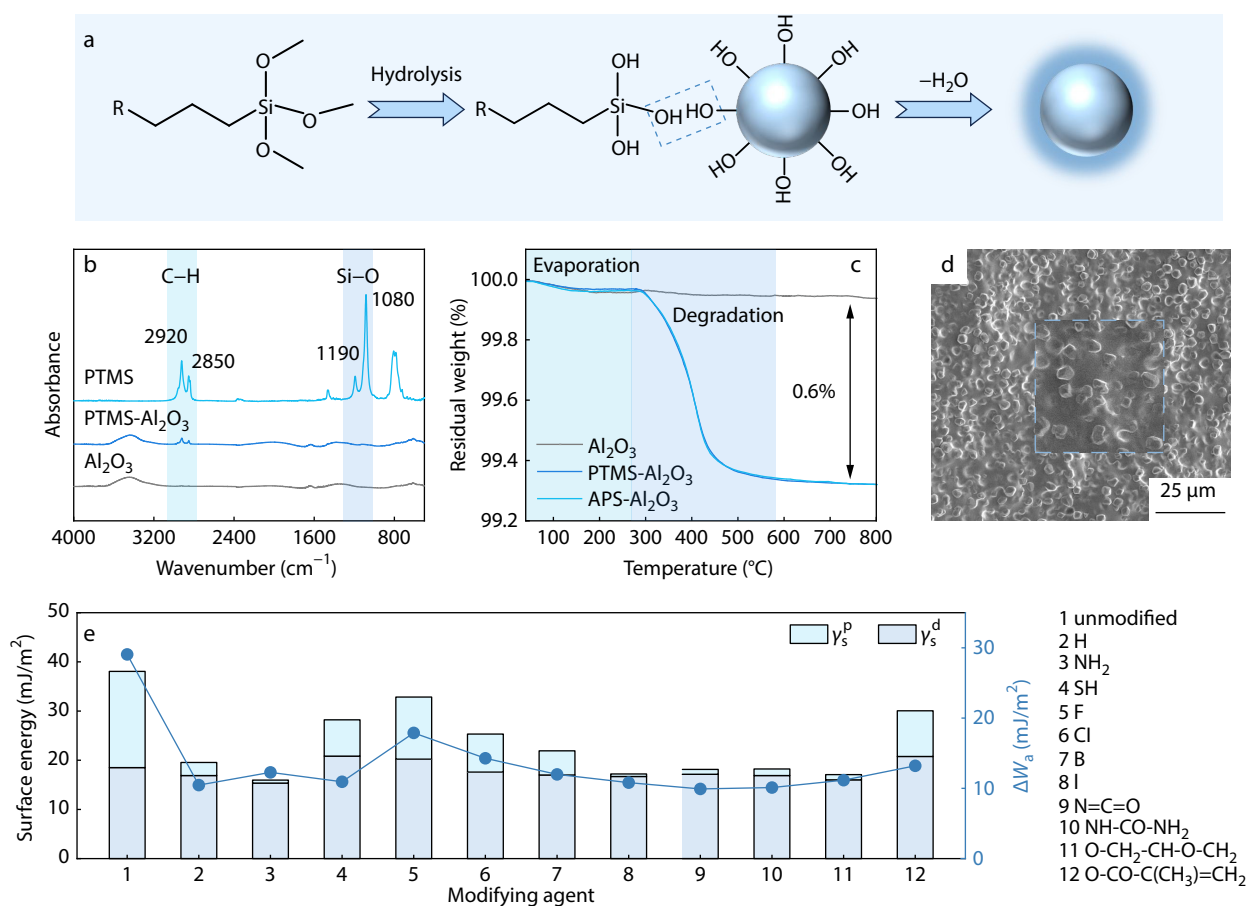 a
O
Si
O
O
R
Hydrolysis
OH
Si
OH
OH
R
OH
HO
OH
HO
OH
HO
OH
OH
−H₂O
b
C−H
Si−O
1080
2920
2850
1190
PTMS
PTMS-Al₂O₃
Al₂O₃
Absorbance
4000 3200 2400 1600 800
Wavenumber (cm⁻¹)
c
Evaporation
Degradation
0.6%
Al₂O₃
PTMS-Al₂O₃
APS-Al₂O₃
Residual weight (%)
100.0
99.8
99.6
99.4
99.2
100 200 300 400 500 600 700 800
Temperature (°C)
d
25 μm
e
γₛᵖ γₛᵈ
Surface energy (mJ/m²)
50
40
30
20
10
0
30
20
10
0
ΔWₐ (mJ/m²)
1 2 3 4 5 6 7 8 9 10 11 12
Modifying agent
1 unmodified
2 H
3 NH₂
4 SH
5 F
6 Cl
7 B
8 I
9 N=C=O
10 NH-CO-NH₂
11 O-CH₂-CH-O-CH₂
12 O-CO-C(CH₃)=CH₂